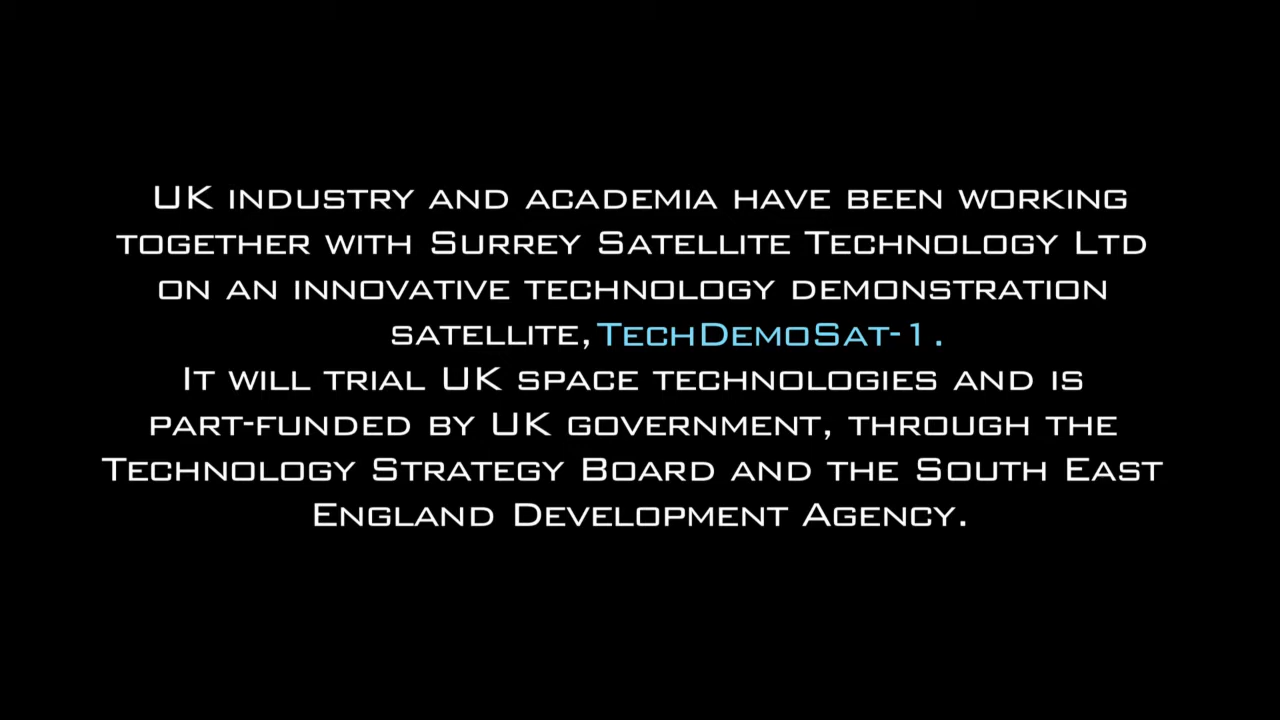 UK industry and academia have been working
together with Surrey Satellite Technology Ltd
on an innovative technology demonstration
satellite, TechDemoSat-1.
It will trial UK space technologies and is
part-funded by UK government, through the
Technology Strategy Board and the South East
England Development Agency.